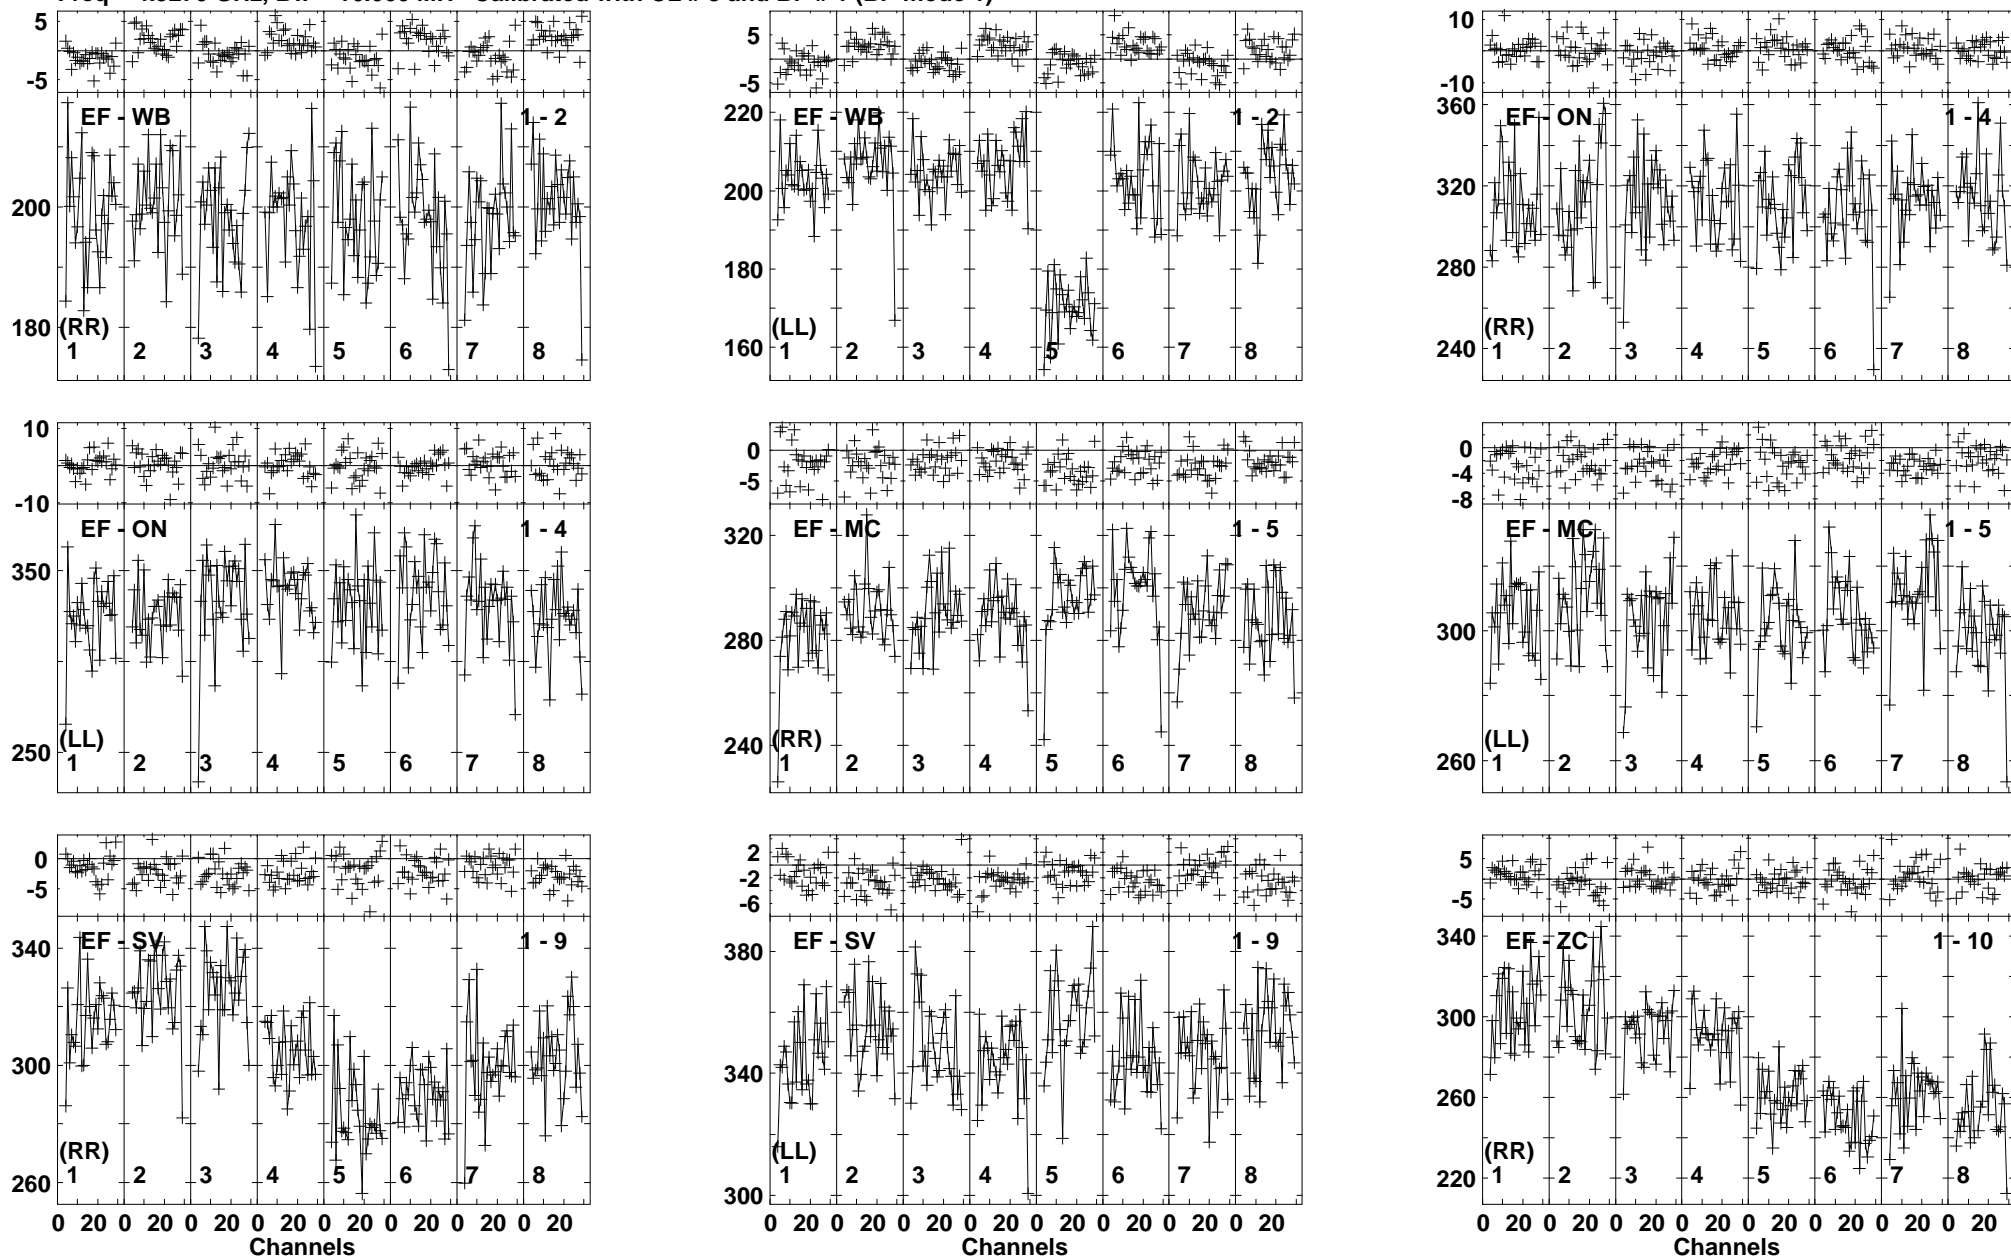 5
-5
EF - WB
1 - 2
200
180
(RR)
1 2 3 4 5 6 7 8
5
-5
220
EF - WB
1 - 2
200
180
160
(LL)
1 2 3 4 5 6 7 8
10
-10
360
EF - ON
1 - 4
320
280
240
(RR)
1 2 3 4 5 6 7 8
10
-10
EF - ON
1 - 4
350
250
(LL)
1 2 3 4 5 6 7 8
0
-5
320
EF - MC
1 - 5
280
240
(RR)
1 2 3 4 5 6 7 8
0
-4
-8
EF - MC
1 - 5
300
260
(LL)
1 2 3 4 5 6 7 8
0
-5
340
EF - SV
1 - 9
300
260
(RR)
1 2 3 4 5 6 7 8
0 20 0 20 0 20 0 20 0 20 0 20 0 20 0 20
Channels
2
-2
-6
380
EF - SV
1 - 9
340
300
(LL)
1 2 3 4 5 6 7 8
0 20 0 20 0 20 0 20 0 20 0 20 0 20 0 20
Channels
5
-5
340
EF - ZC
1 - 10
300
260
220
(RR)
1 2 3 4 5 6 7 8
0 20 0 20 0 20 0 20 0 20 0 20 0 20 0 20
Channels